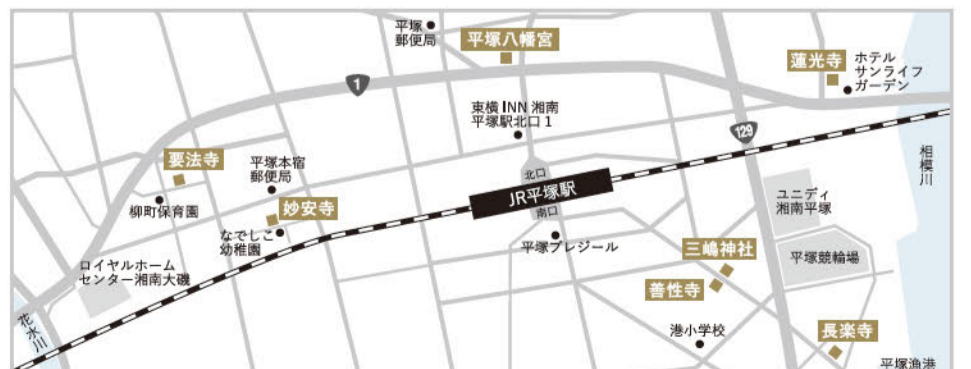 平塚
郵便局
平塚八幡宮
蓮光寺
ホテル
サンライフ
ガーデン
1
東横INN 湘南
平塚駅北口1
129
相模川
要法寺
平塚本宿
郵便局
北口
JR平塚駅
南口
ユニディ
湘南平塚
柳町保育園
妙安寺
なでしこ
幼稚園
平塚プレジール
三嶋神社
平塚競輪場
ロイヤルホーム
センター湘南大磯
善性寺
花水川
港小学校
長楽寺
平塚漁港